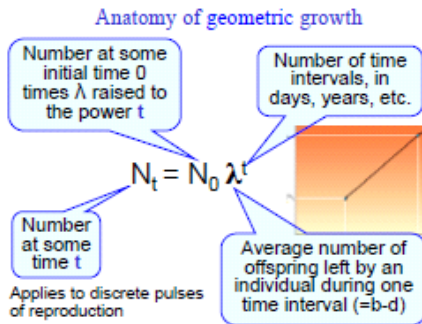 Anatomy of geometric growth
Number at some
initial time 0
times λ raised to
the power t
Number of time
intervals, in
days, years, etc.
Nt = N0 λ^t
Number
at some
time t
Average number of
offspring left by an
individual during one
time interval (=b-d)
Applies to discrete pulses
of reproduction